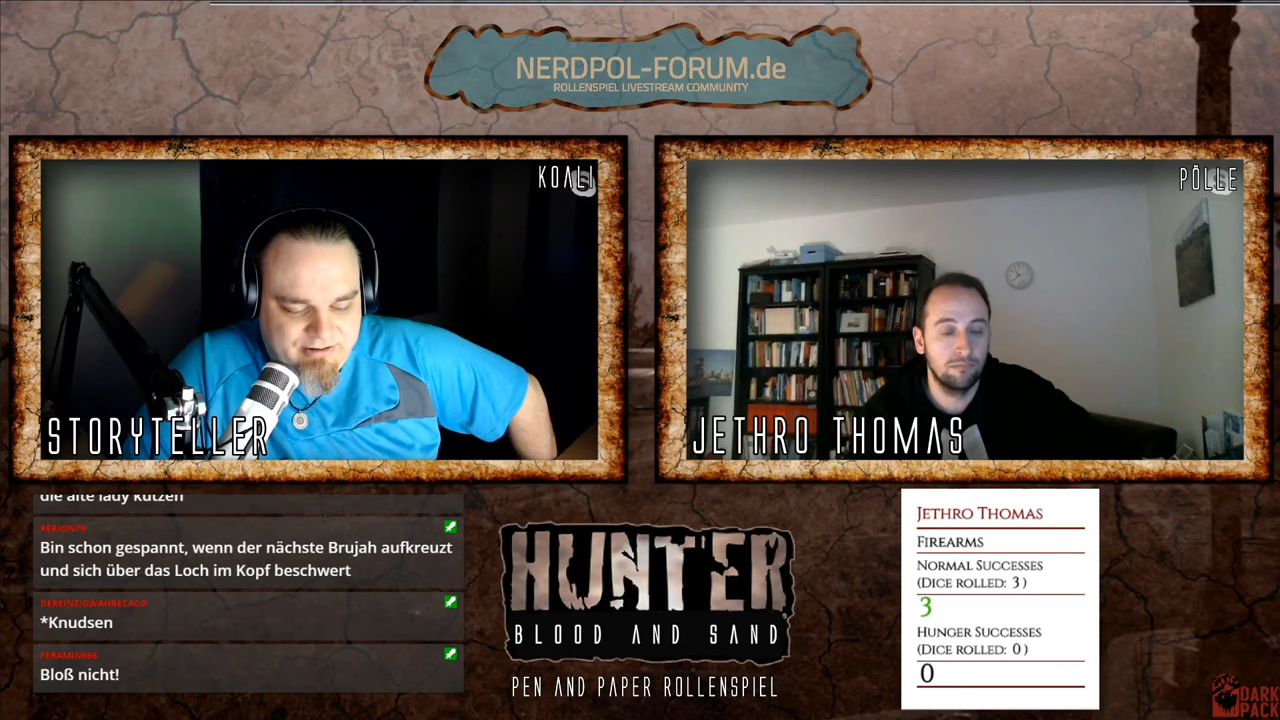 NERDPOL-FORUM.de
ROLLENSPIEL LIVESTREAM COMMUNITY
KOALI
STORYTELLER
PÖLLE
JETHRO THOMAS
die alte lady kutzen
RERION79
Bin schon gespannt, wenn der nächste Brujah aufkreuzt
und sich über das Loch im Kopf beschwert
DEREINZIGWAHRECAGO
*Knudsen
FERAMIN666
Bloß nicht!
HUNTER
BLOOD AND SAND
PEN AND PAPER ROLLENSPIEL
JETHRO THOMAS
FIREARMS
NORMAL SUCCESSES
(DICE ROLLED: 3)
3
HUNGER SUCCESSES
(DICE ROLLED: 0)
0
DARK
PACK